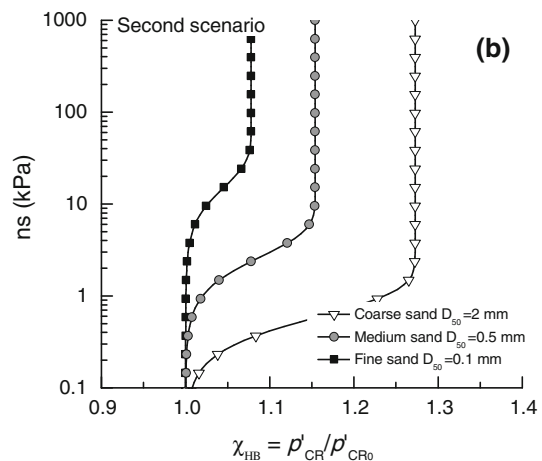 Second scenario
(b)
1000
100
10
1
0.1
ns (kPa)
Coarse sand D50=2 mm
Medium sand D50=0.5 mm
Fine sand D50=0.1 mm
0.9 1.0 1.1 1.2 1.3 1.4
χHB = p'CR/p'CR0